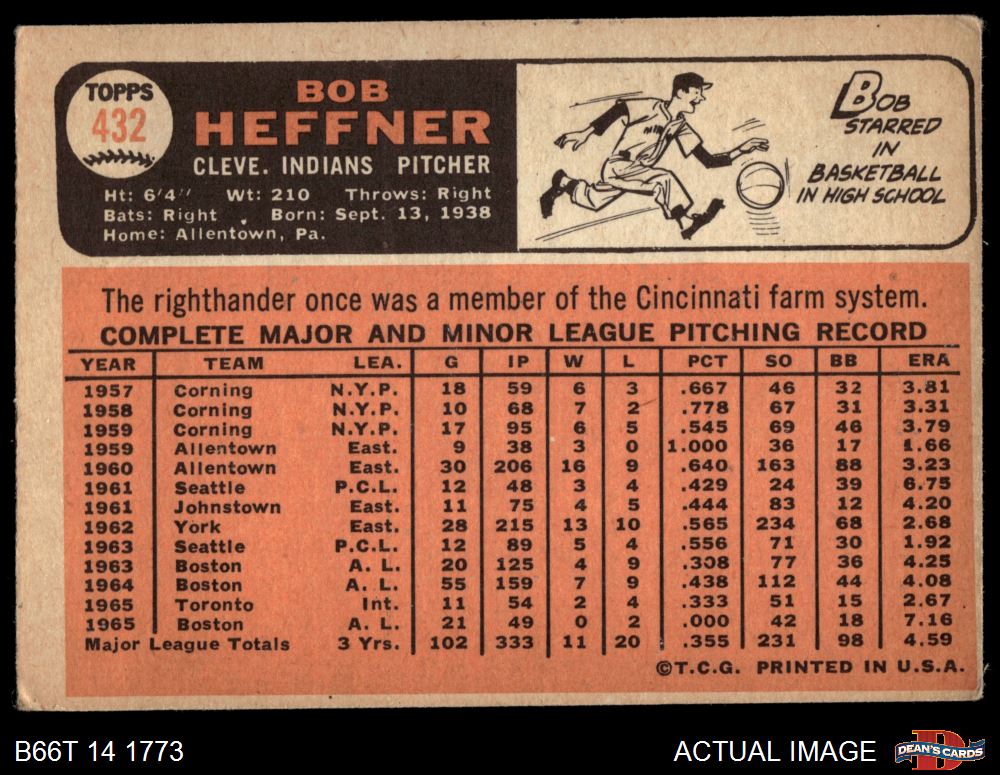 TOPPS
432
BOB
HEFFNER
CLEVE. INDIANS PITCHER
Ht: 6'4" Wt: 210 Throws: Right
Bats: Right Born: Sept. 13, 1938
Home: Allentown, Pa.
BOB
STARRED
IN
BASKETBALL
IN HIGH SCHOOL
The righthander once was a member of the Cincinnati farm system.
COMPLETE MAJOR AND MINOR LEAGUE PITCHING RECORD
YEAR TEAM LEA. G IP W L PCT SO BB ERA
1957 Corning N.Y.P. 18 59 6 3 .667 46 32 3.81
1958 Corning N.Y.P. 10 68 7 2 .778 67 31 3.31
1959 Corning N.Y.P. 17 95 6 5 .545 69 46 3.79
1959 Allentown East. 9 38 3 0 1.000 36 17 1.66
1960 Allentown East. 30 206 16 9 .640 163 88 3.23
1961 Seattle P.C.L. 12 48 3 4 .429 24 39 6.75
1961 Johnstown East. 11 75 4 5 .444 83 12 4.20
1962 York East. 28 215 13 10 .565 234 68 2.68
1963 Seattle P.C.L. 12 89 5 4 .556 71 30 1.92
1963 Boston A. L. 20 125 4 9 .308 77 36 4.25
1964 Boston A. L. 55 159 7 9 .438 112 44 4.08
1965 Toronto Int. 11 54 2 4 .333 51 15 2.67
1965 Boston A. L. 21 49 0 2 .000 42 18 7.16
Major League Totals 3 Yrs. 102 333 11 20 .355 231 98 4.59
©T.C.G. PRINTED IN U.S.A.
B66T 14 1773
ACTUAL IMAGE
DEAN'S CARDS